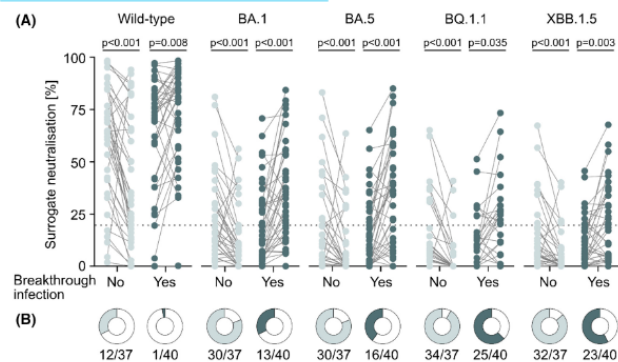 (A)
Wild-type BA.1 BA.5 BQ.1.1 XBB.1.5
p<0.001 p=0.008 p<0.001 p<0.001 p<0.001 p<0.001 p<0.001 p=0.035 p<0.001 p=0.003
Surrogate neutralisation [%]
100
75
50
25
0
Breakthrough infection No Yes No Yes No Yes No Yes No Yes
(B)
12/37 1/40 30/37 13/40 30/37 16/40 34/37 25/40 32/37 23/40